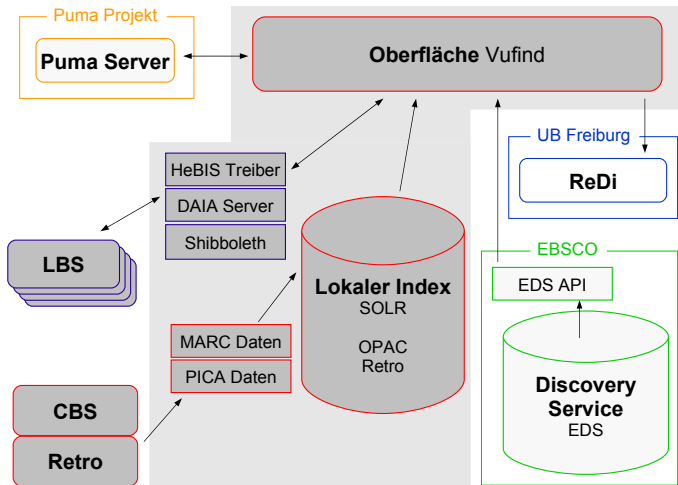 Puma Projekt
Puma Server
Oberfläche Vufind
UB Freiburg
ReDi
HeBIS Treiber
DAIA Server
Shibboleth
LBS
Lokaler Index
SOLR
OPAC
Retro
EBSCO
EDS API
Discovery
Service
EDS
MARC Daten
PICA Daten
CBS
Retro